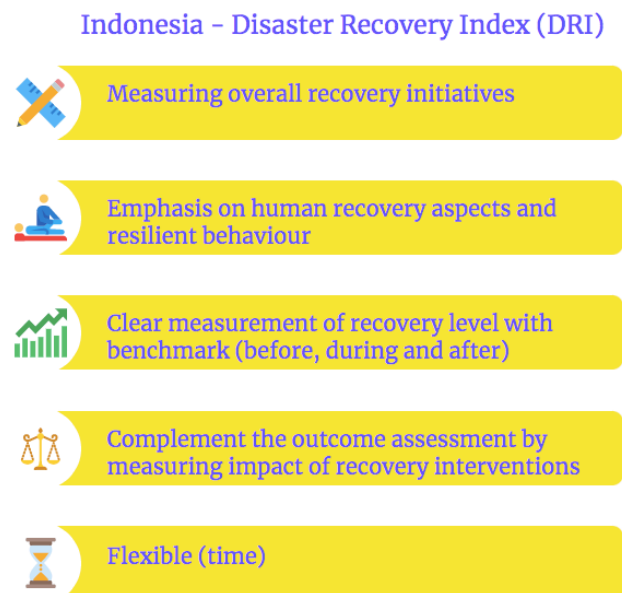 Indonesia - Disaster Recovery Index (DRI)
Measuring overall recovery initiatives
Emphasis on human recovery aspects and
resilient behaviour
Clear measurement of recovery level with
benchmark (before, during and after)
Complement the outcome assessment by
measuring impact of recovery interventions
Flexible (time)